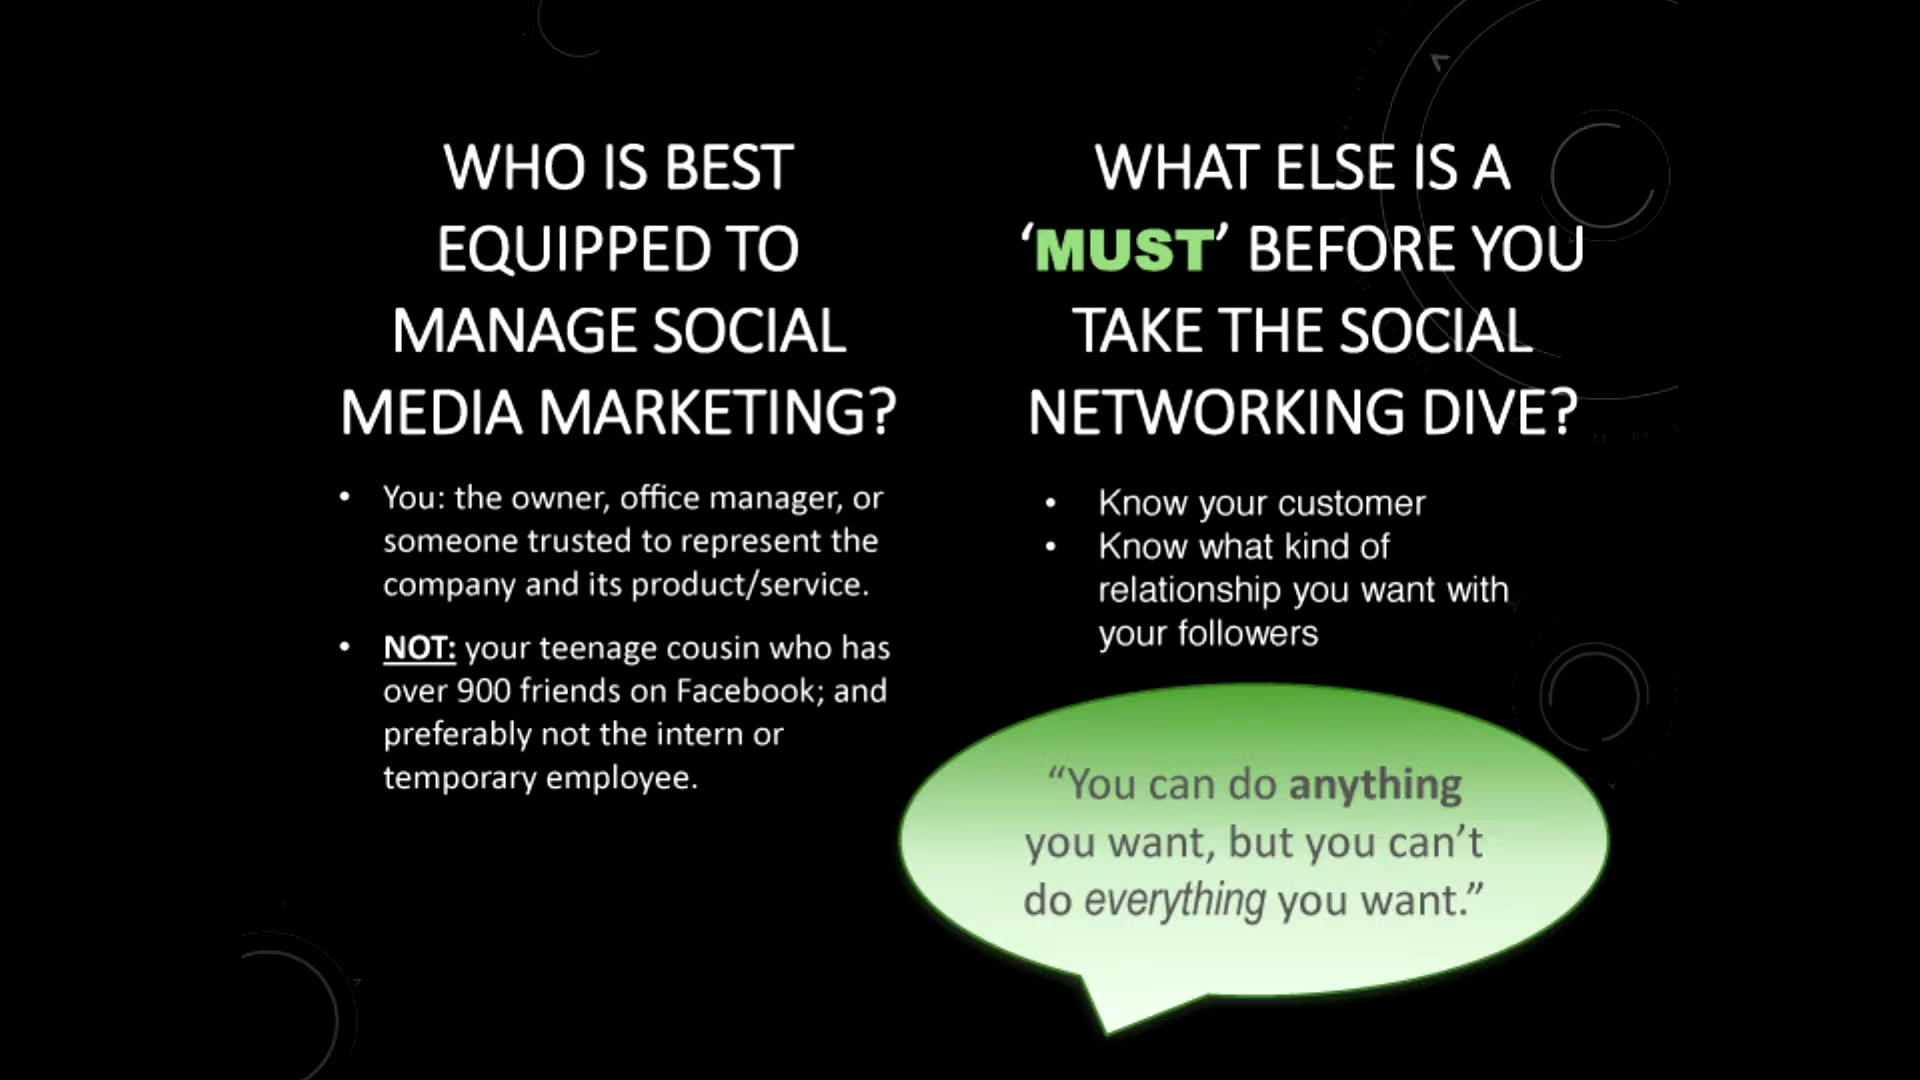 WHO IS BEST
EQUIPPED TO
MANAGE SOCIAL
MEDIA MARKETING?
• You: the owner, office manager, or
someone trusted to represent the
company and its product/service.
• NOT: your teenage cousin who has
over 900 friends on Facebook; and
preferably not the intern or
temporary employee.
WHAT ELSE IS A
‘MUST’ BEFORE YOU
TAKE THE SOCIAL
NETWORKING DIVE?
• Know your customer
• Know what kind of
relationship you want with
your followers
“You can do anything
you want, but you can’t
do everything you want.”